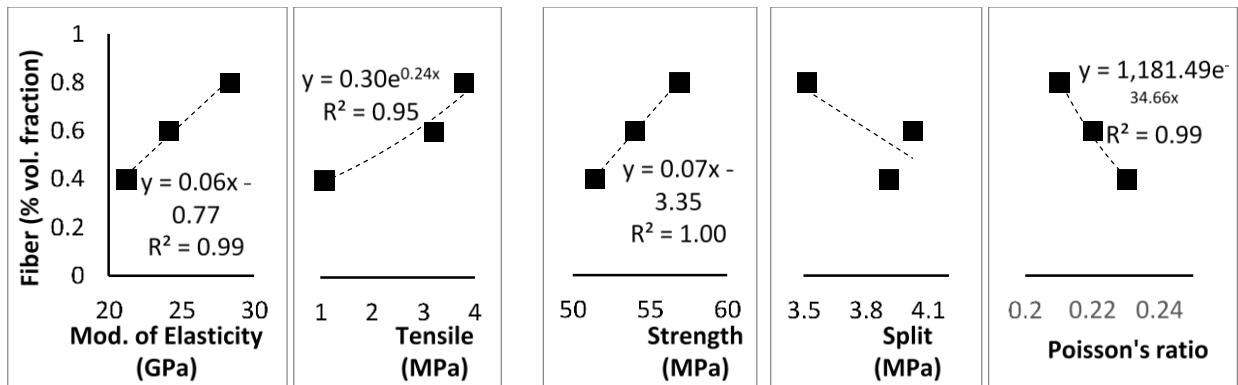 Fiber (% vol. fraction)
1
0.8
0.6
0.4
0.2
0
y = 0.06x -
0.77
R² = 0.99
20 25 30
Mod. of Elasticity
(GPa)
y = 0.30e^0.24x
R² = 0.95
1 2 3 4
Tensile
(MPa)
y = 0.07x -
3.35
R² = 1.00
50 55 60
Strength
(MPa)
3.5 3.8 4.1
Split
(MPa)
y = 1,181.49e^-
34.66x
R² = 0.99
0.2 0.22 0.24
Poisson's ratio